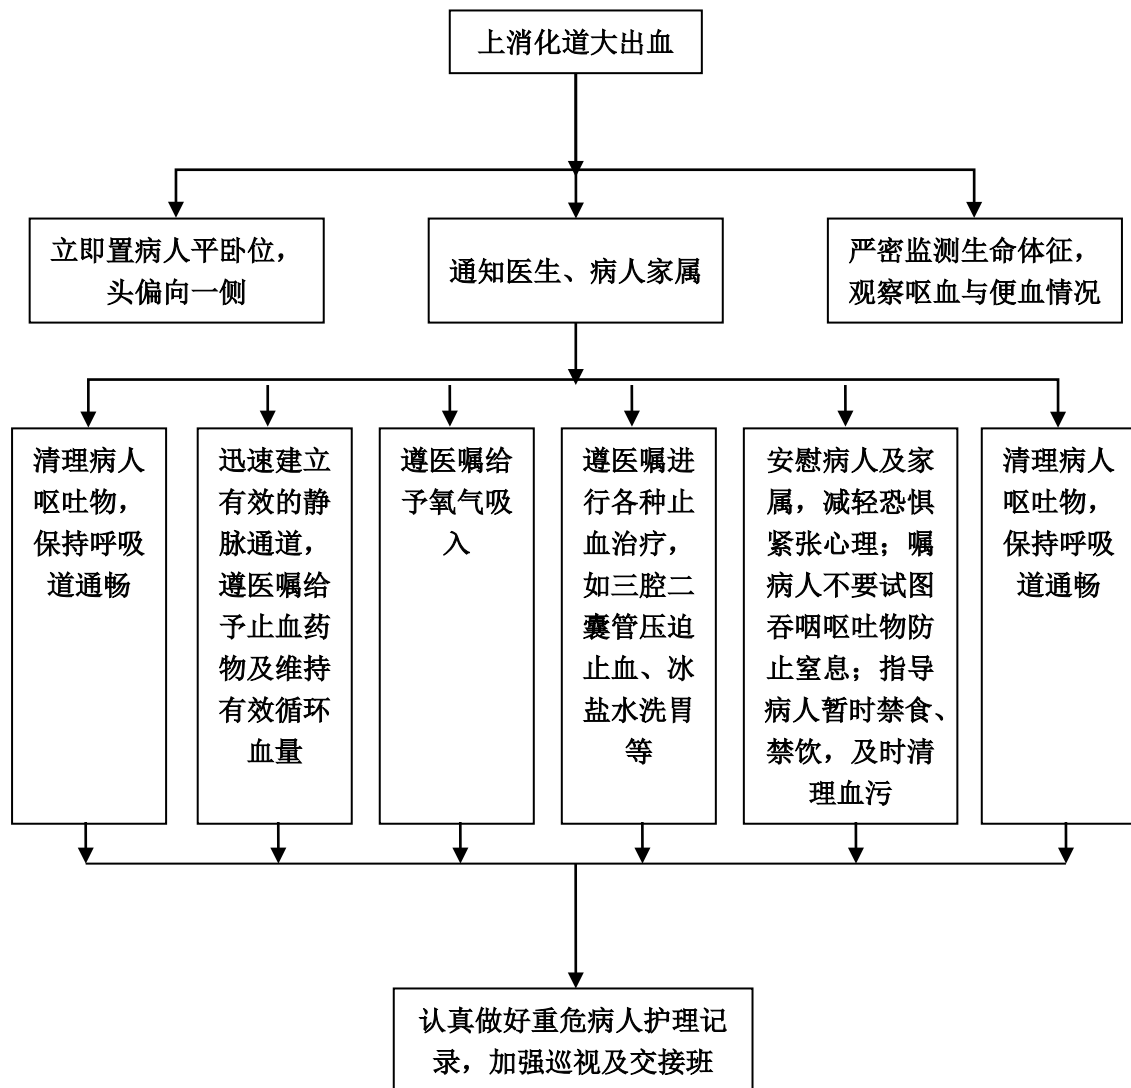 上消化道大出血
立即置病人平卧位，
头偏向一侧
通知医生、病人家属
严密监测生命体征，
观察呕血与便血情况
清理病人
呕吐物，
保持呼吸
道通畅
迅速建立
有效的静
脉通道，
遵医嘱给
予止血药
物及维持
有效循环
血量
遵医嘱给
予氧气吸
入
遵医嘱进
行各种止
血治疗，
如三腔二
囊管压迫
止血、冰
盐水洗胃
等
安慰病人及家
属，减轻恐惧
紧张心理；嘱
病人不要试图
吞咽呕吐物防
止窒息；指导
病人暂时禁食、
禁饮，及时清
理血污
清理病人
呕吐物，
保持呼吸
道通畅
认真做好重危病人护理记
录，加强巡视及交接班